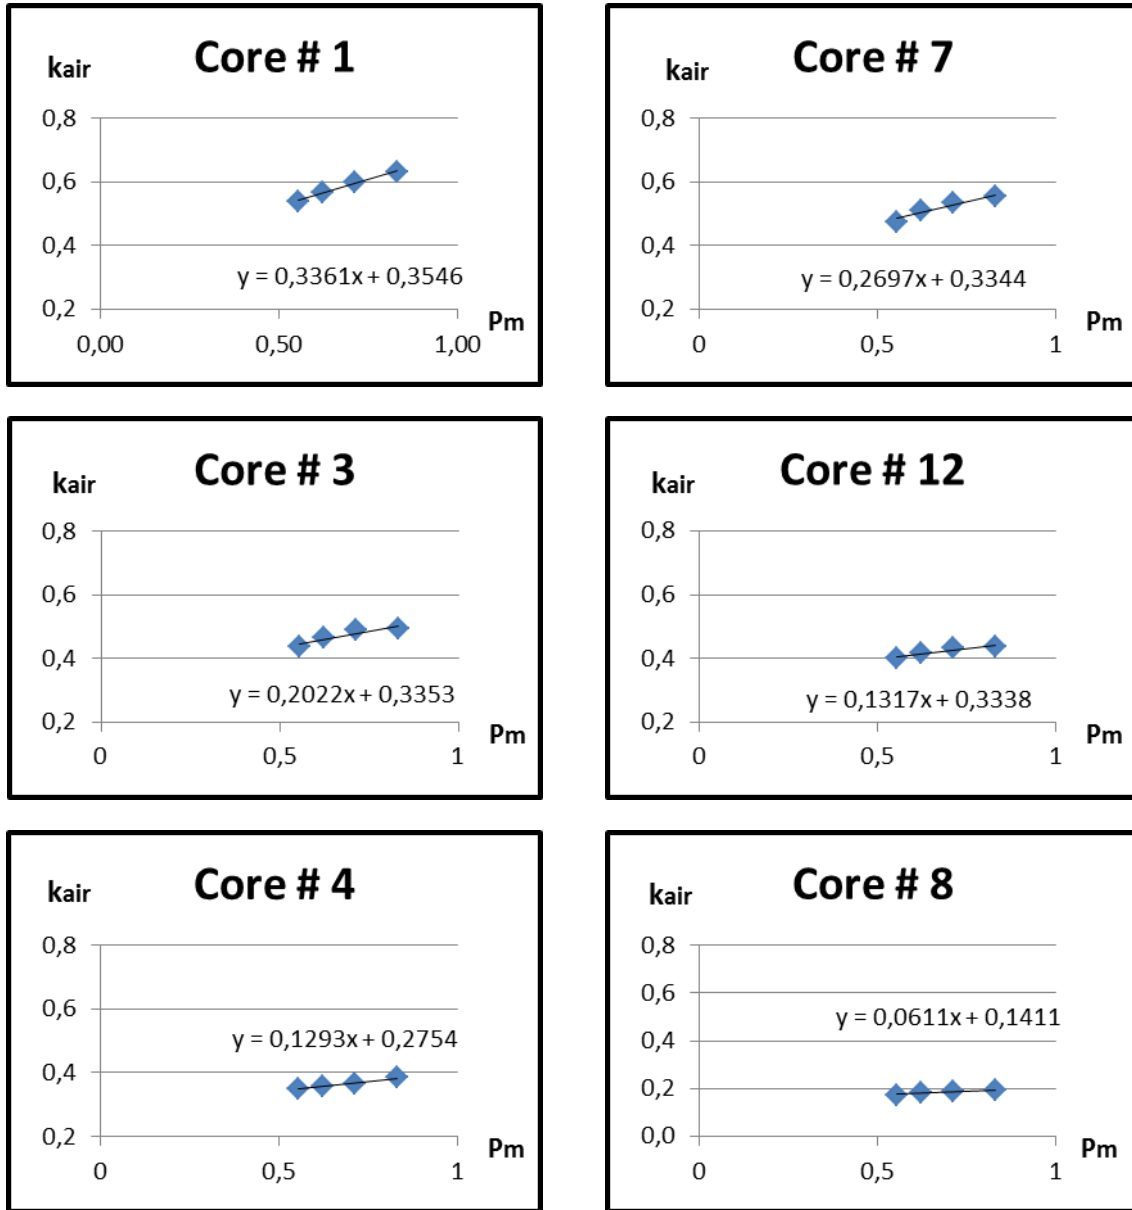 Core # 1
kair
0,8
0,6
0,4
y = 0,3361x + 0,3546
0,2
Pm
0,00
0,50
1,00
Core # 7
kair
0,8
0,6
0,4
y = 0,2697x + 0,3344
0,2
Pm
0
0,5
1
Core # 3
kair
0,8
0,6
0,4
y = 0,2022x + 0,3353
0,2
Pm
0
0,5
1
Core # 12
kair
0,8
0,6
0,4
y = 0,1317x + 0,3338
0,2
Pm
0
0,5
1
Core # 4
kair
0,8
0,6
y = 0,1293x + 0,2754
0,4
0,2
Pm
0
0,5
1
Core # 8
kair
0,8
0,6
y = 0,0611x + 0,1411
0,4
0,2
0,0
Pm
0
0,5
1